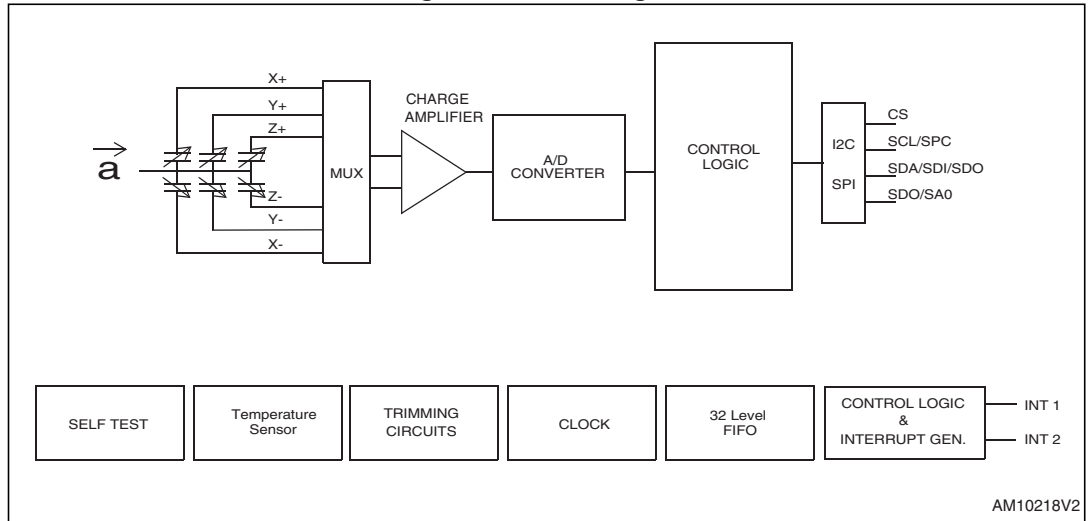 X+
Y+
Z+
a
Z-
Y-
X-
MUX
CHARGE
AMPLIFIER
A/D
CONVERTER
CONTROL
LOGIC
I2C
SPI
CS
SCL/SPC
SDA/SDI/SDO
SDO/SA0
SELF TEST
Temperature
Sensor
TRIMMING
CIRCUITS
CLOCK
32 Level
FIFO
CONTROL LOGIC
&
INTERRUPT GEN.
INT 1
INT 2
AM10218V2